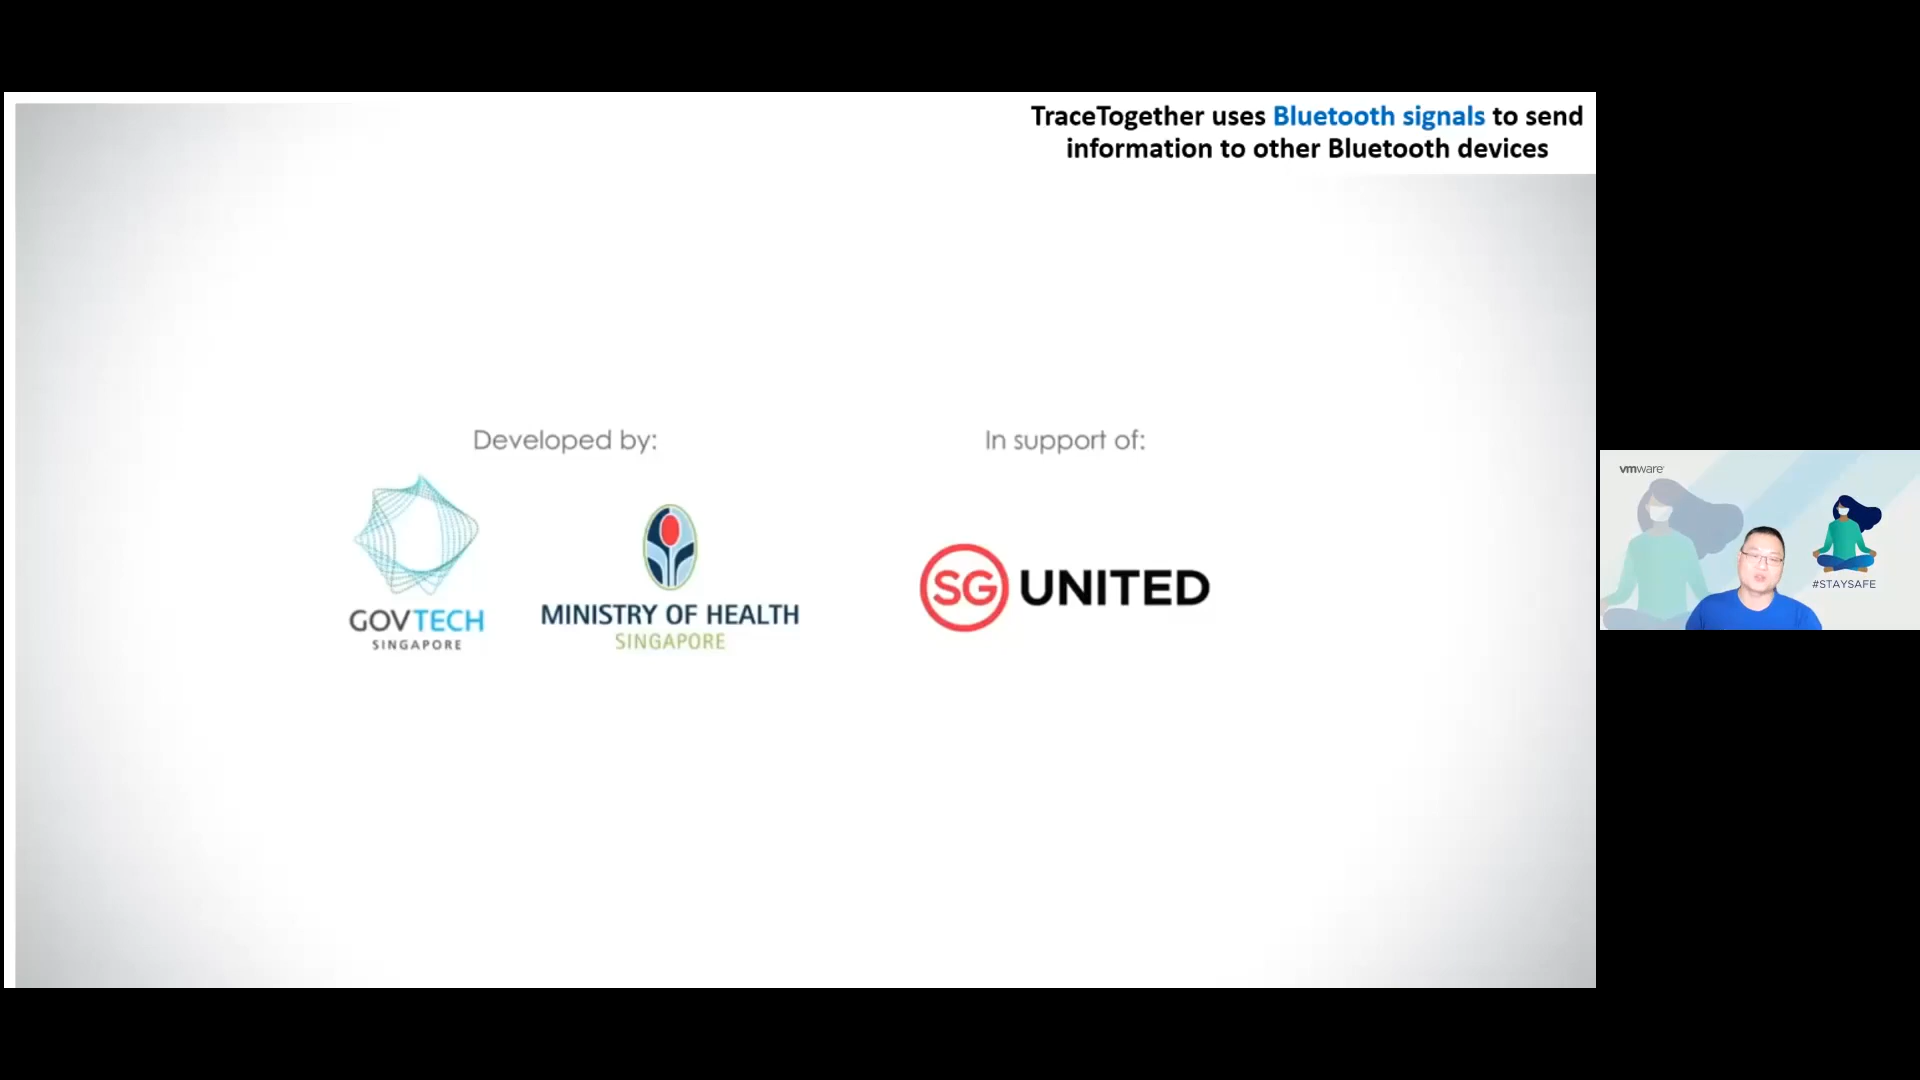 TraceTogether uses Bluetooth signals to send
information to other Bluetooth devices
Developed by:
In support of:
GOVTECH
SINGAPORE
MINISTRY OF HEALTH
SINGAPORE
SG UNITED
vmware
#STAYSAFE